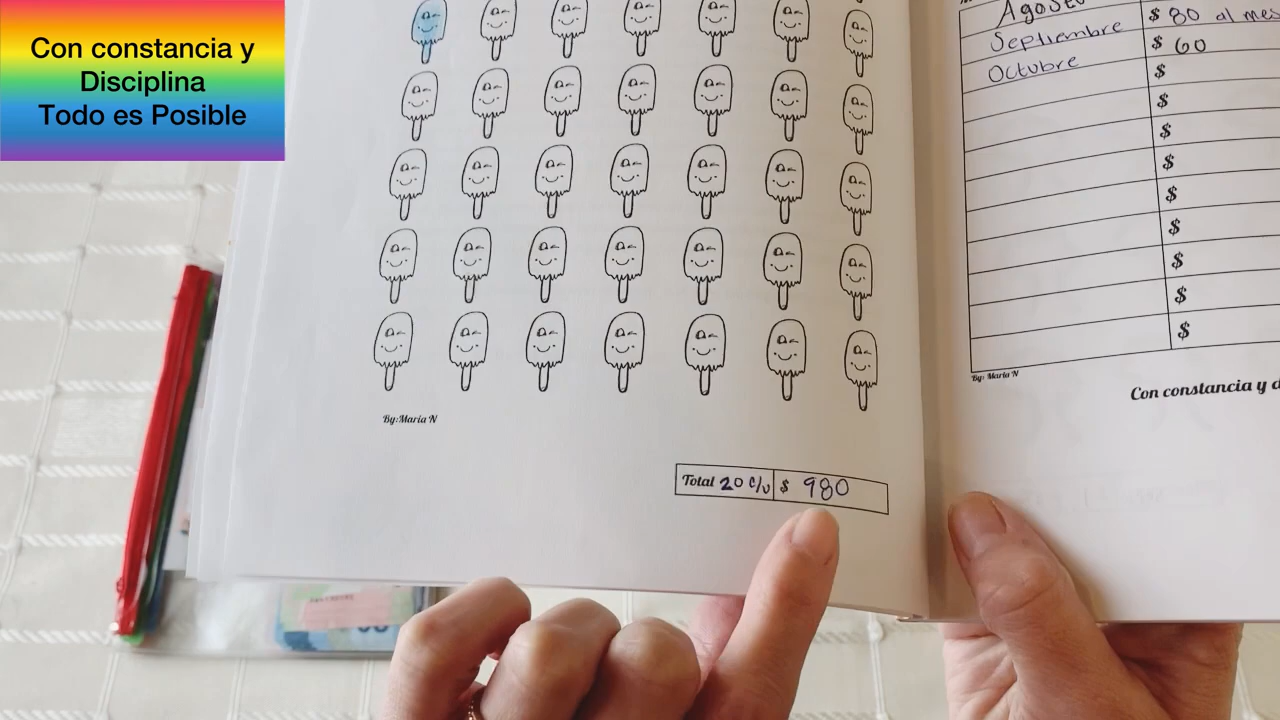 Con constancia y
Disciplina
Todo es Posible
Agosto
$ 80 al mes
Septiembre
$ 60
Octubre
$
$
$
$
$
$
$
$
$
By: Maria N
Con constancia y
By:Maria N
Total 20 c/u $ 980